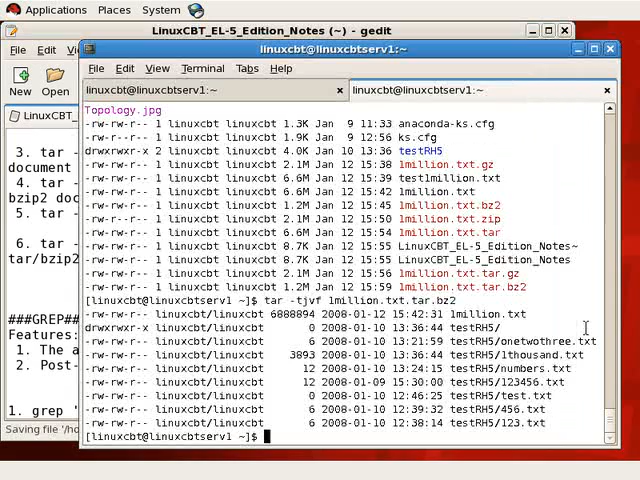 Applications Places System
LinuxCBT_EL-5_Edition_Notes (~) - gedit
File Edit
New Open
LinuxCBT_
3. tar -
document
4. tar -
bzip2 doc
5. tar -
6. tar -
tar/bzip2
###GREP##
Features:
1. The a
2. Post-
1. grep '
Saving file '/ho
linuxcbt@linuxcbtserv1:~
File Edit View Terminal Tabs Help
linuxcbt@linuxcbtserv1:~ linuxcbt@linuxcbtserv1:~
Topology.jpg
-rw-rw-r-- 1 linuxcbt linuxcbt 1.3K Jan  9 11:33 anaconda-ks.cfg
-rw-r--r-- 1 linuxcbt linuxcbt 1.9K Jan  9 12:56 ks.cfg
drwxrwxr-x 2 linuxcbt linuxcbt 4.0K Jan 10 13:36 testRH5
-rw-rw-r-- 1 linuxcbt linuxcbt 2.1M Jan 12 15:38 1million.txt.gz
-rw-rw-r-- 1 linuxcbt linuxcbt 6.6M Jan 12 15:39 test1million.txt
-rw-rw-r-- 1 linuxcbt linuxcbt 6.6M Jan 12 15:42 1million.txt
-rw-rw-r-- 1 linuxcbt linuxcbt 1.2M Jan 12 15:45 1million.txt.bz2
-rw-r--r-- 1 linuxcbt linuxcbt 2.1M Jan 12 15:50 1million.txt.zip
-rw-rw-r-- 1 linuxcbt linuxcbt 6.6M Jan 12 15:54 1million.txt.tar
-rw-rw-r-- 1 linuxcbt linuxcbt 8.7K Jan 12 15:55 LinuxCBT_EL-5_Edition_Notes~
-rw-rw-r-- 1 linuxcbt linuxcbt 8.7K Jan 12 15:55 LinuxCBT_EL-5_Edition_Notes
-rw-rw-r-- 1 linuxcbt linuxcbt 2.1M Jan 12 15:56 1million.txt.tar.gz
-rw-rw-r-- 1 linuxcbt linuxcbt 1.2M Jan 12 15:59 1million.txt.tar.bz2
[linuxcbt@linuxcbtserv1 ~]$ tar -tjvf 1million.txt.tar.bz2
-rw-rw-r-- linuxcbt/linuxcbt 6888894 2008-01-12 15:42:31 1million.txt
drwxrwxr-x linuxcbt/linuxcbt       0 2008-01-10 13:36:44 testRH5/
-rw-rw-r-- linuxcbt/linuxcbt       6 2008-01-10 13:21:59 testRH5/onetwothree.txt
-rw-rw-r-- linuxcbt/linuxcbt    3893 2008-01-10 13:36:44 testRH5/1thousand.txt
-rw-rw-r-- linuxcbt/linuxcbt      12 2008-01-10 13:24:15 testRH5/numbers.txt
-rw-rw-r-- linuxcbt/linuxcbt      12 2008-01-09 15:30:00 testRH5/123456.txt
-rw-rw-r-- linuxcbt/linuxcbt       0 2008-01-10 12:46:25 testRH5/test.txt
-rw-rw-r-- linuxcbt/linuxcbt       6 2008-01-10 12:39:32 testRH5/456.txt
-rw-rw-r-- linuxcbt/linuxcbt       6 2008-01-10 12:38:14 testRH5/123.txt
[linuxcbt@linuxcbtserv1 ~]$